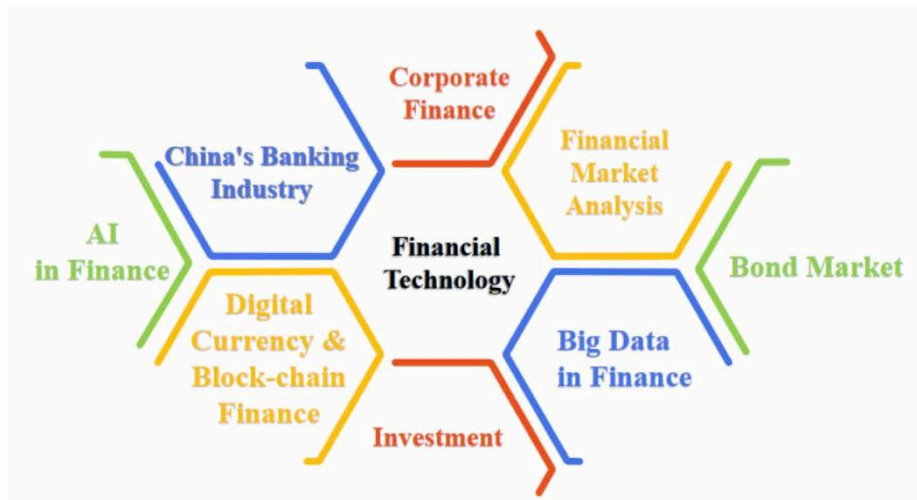 Corporate
Finance
China's Banking
Industry
Financial
Market
Analysis
AI
in Finance
Financial
Technology
Bond Market
Digital
Currency &
Block-chain
Finance
Big Data
in Finance
Investment